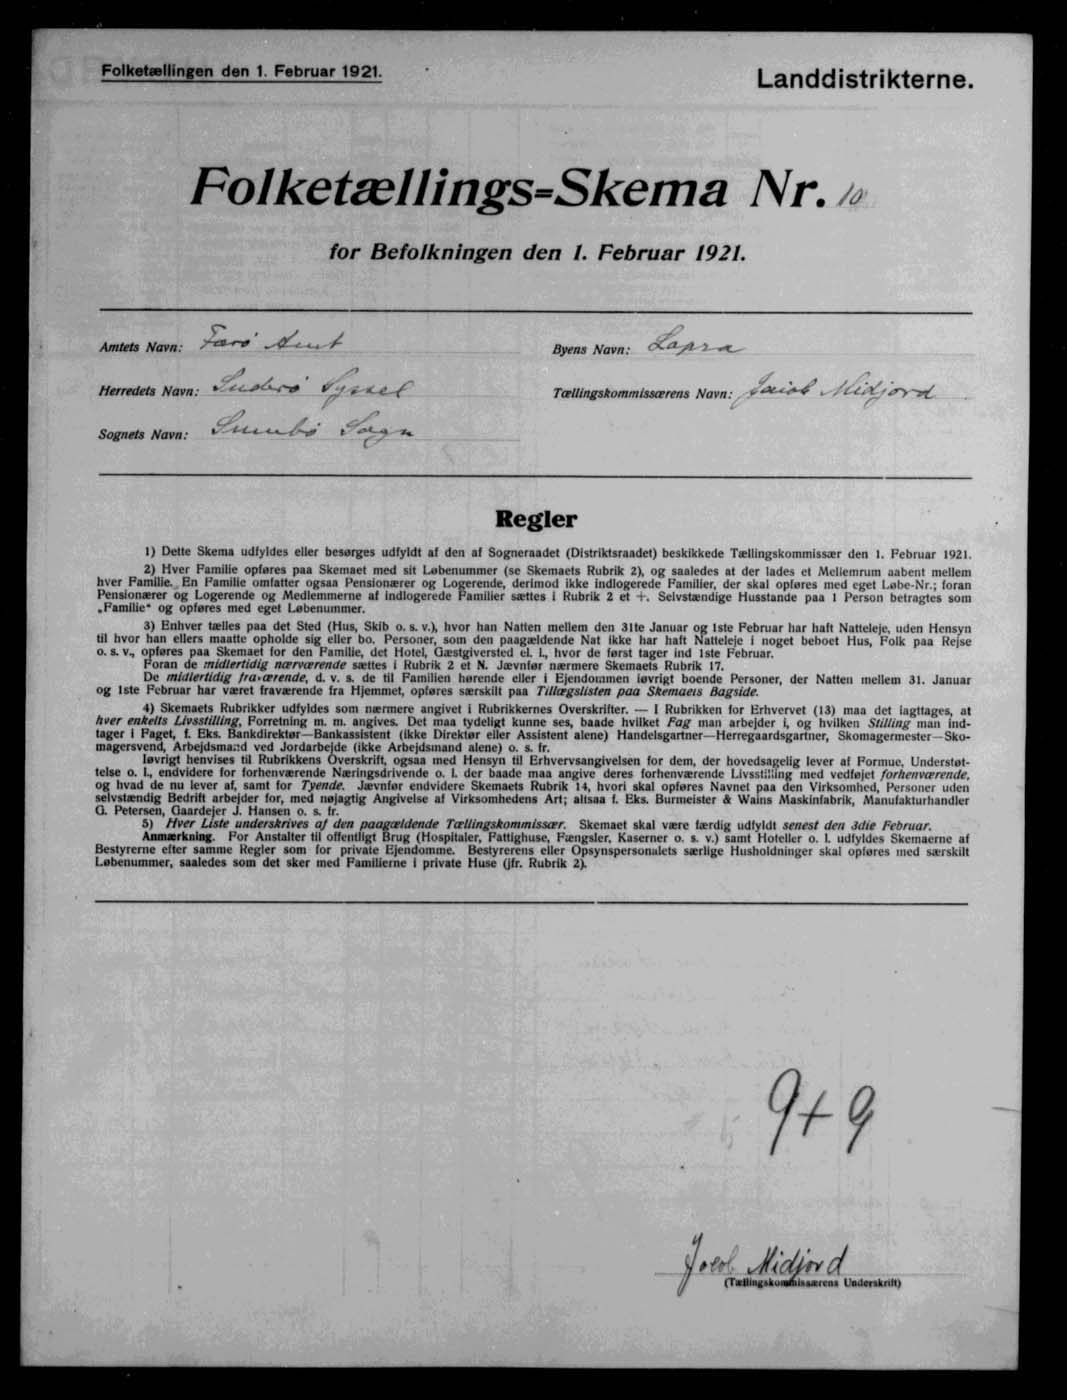 Folketællingen den 1. Februar 1921.
Landdistrikterne.
Folketællings=Skema Nr. 10
for Befolkningen den 1. Februar 1921.
Amtets Navn: Færø Amt
Byens Navn: Lopra
Herredets Navn: Suderø Syssel
Tællingskommissærens Navn: Jacob Midjord
Sognets Navn: Sumbø Sogn
Regler
1) Dette Skema udfyldes eller besørges udfyldt af den af Sogneraadet (Distriktsraadet) beskikkede Tællingskommissær den 1. Februar 1921.
2) Hver Familie opføres paa Skemaet med sit Løbenummer (se Skemaets Rubrik 2), og saaledes at der lades et Mellemrum aabent mellem
hver Familie. En Familie omfatter ogsaa Pensionærer og Logerende, derimod ikke indlogerede Familier, der skal opføres med eget Løbe-Nr.; foran
Pensionærer og Logerende og Medlemmerne af indlogerede Familier sættes i Rubrik 2 et +. Selvstændige Husstande paa 1 Person betragtes som
„Familie“ og opføres med eget Løbenummer.
3) Enhver tælles paa det Sted (Hus, Skib o. s. v.), hvor han Natten mellem den 31te Januar og 1ste Februar har haft Natteleje, uden Hensyn
til hvor han ellers maatte opholde sig eller bo. Personer, som den paagældende Nat ikke har haft Natteleje i noget beboet Hus, Folk paa Rejse
o. s. v., opføres paa Skemaet for den Familie, det Hotel, Gæstgiversted el. l., hvor de først tager ind 1ste Februar.
Foran de midlertidig nærværende sættes i Rubrik 2 et N. Jævnfør nærmere Skemaets Rubrik 17.
De midlertidig fraværende, d. v. s. de til Familien hørende eller i Ejendommen iøvrigt boende Personer, der Natten mellem 31. Januar
og 1ste Februar har været fraværende fra Hjemmet, opføres særskilt paa Tillægslisten paa Skemaets Bagside.
4) Skemaets Rubrikker udfyldes som nærmere angivet i Rubrikkernes Overskrifter. — I Rubrikken for Erhvervet (13) maa det iagttages, at
hver enkelts Livsstilling, Forretning m. m. angives. Det maa tydeligt kunne ses, baade hvilket Fag man arbejder i, og hvilken Stilling man ind-
tager i Faget, f. Eks. Bankdirektør—Bankassistent (ikke Direktør eller Assistent alene) Handelsgartner—Herregaardsgartner, Skomagermester—Sko-
magersvend, Arbejdsmand ved Jordarbejde (ikke Arbejdsmand alene) o. s. fr.
Iøvrigt henvises til Rubrikkens Overskrift, ogsaa med Hensyn til Erhvervsangivelsen for dem, der hovedsagelig lever af Formue, Understøt-
telse o. l., endvidere for forhenværende Næringsdrivende o. l. der baade maa angive deres forhenværende Livsstilling med vedføjet forhenværende,
og hvad de nu lever af, samt for Tyende. Jævnfør endvidere Skemaets Rubrik 14, hvori skal opføres Navnet paa den Virksomhed, Personer uden
selvstændig Bedrift arbejder for, med nøjagtig Angivelse af Virksomhedens Art; altsaa f. Eks. Burmeister & Wains Maskinfabrik, Manufakturhandler
G. Petersen, Gaardejer J. Hansen o. s. fr.
5) Hver Liste underskrives af den paagældende Tællingskommissær. Skemaet skal være færdig udfyldt senest den 3die Februar.
Anmærkning. For Anstalter til offentligt Brug (Hospitaler, Fattighuse, Fængsler, Kaserner o. s. v.) samt Hoteller o. l. udfyldes Skemaerne af
Bestyrerne efter samme Regler som for private Ejendomme. Bestyrerens eller Opsynspersonalets særlige Husholdninger skal opføres med særskilt
Løbenummer, saaledes som det sker med Familierne i private Huse (jfr. Rubrik 2).
9+9
Jacob Midjord
(Tællingskommissærens Underskrift)